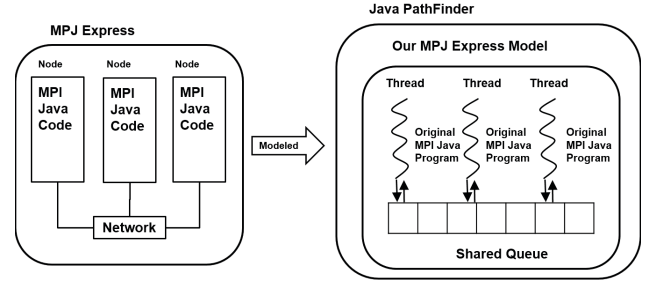 MPJ Express
Node
Node
Node
MPI
Java
Code
MPI
Java
Code
MPI
Java
Code
Network
Modeled
Java PathFinder
Our MPJ Express Model
Thread
Thread
Thread
Original
MPI Java
Program
Original
MPI Java
Program
Original
MPI Java
Program
Shared Queue